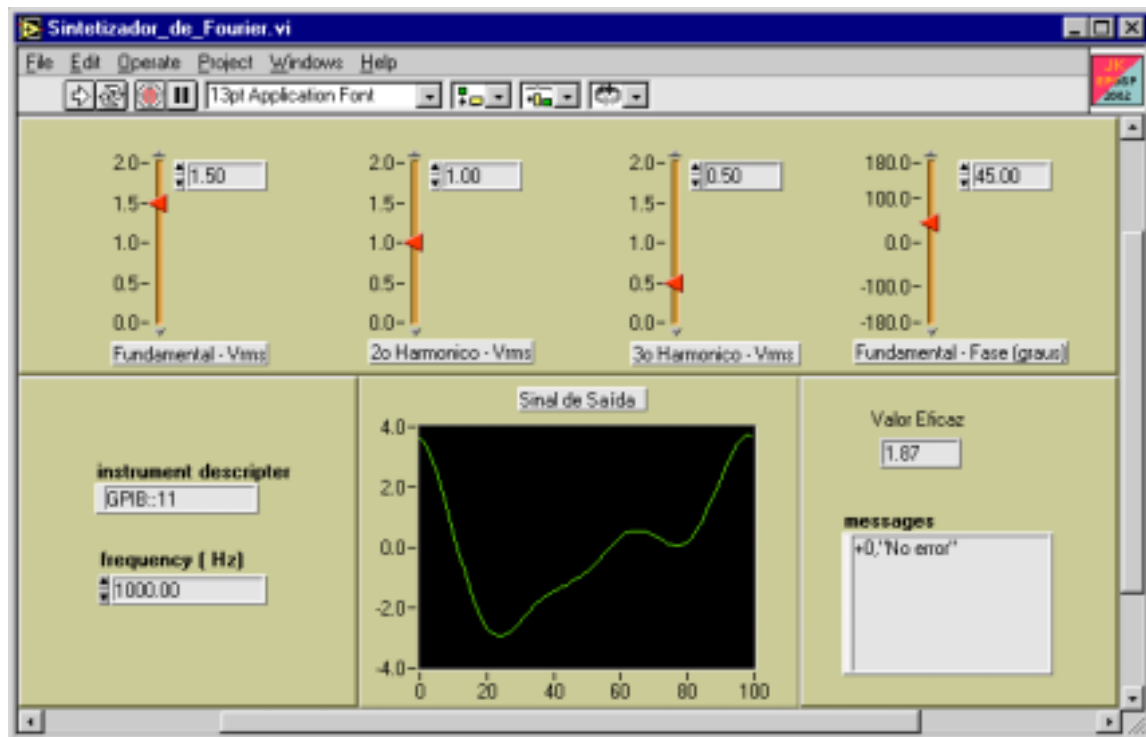 Sintetizador_de_Fourier.vi
File Edit Operate Project Windows Help
13pt Application Font
JK
2002
2.0
1.5
1.0
0.5
0.0
1.50
Fundamental - Vrms
2.0
1.5
1.0
0.5
0.0
1.00
2o Harmonico - Vrms
2.0
1.5
1.0
0.5
0.0
0.50
3o Harmonico - Vrms
180.0
100.0
0.0
-100.0
-180.0
45.00
Fundamental - Fase (graus)
instrument descripter
GPIB::11
frequency ( Hz)
1000.00
Sinal de Saída
4.0
2.0
0.0
-2.0
-4.0
0 20 40 60 80 100
Valor Eficaz
1.87
messages
+0,"No error"